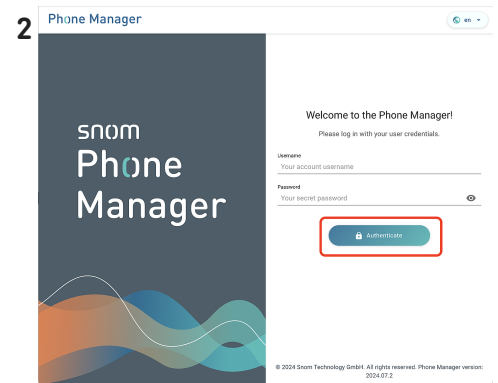 2
Phone Manager
en
snom
Phone
Manager
Welcome to the Phone Manager!
Please log in with your user credentials.
Username
Your account username
Password
Your secret password
Authenticate
© 2024 Snom Technology GmbH. All rights reserved. Phone Manager version:
2024.07.2